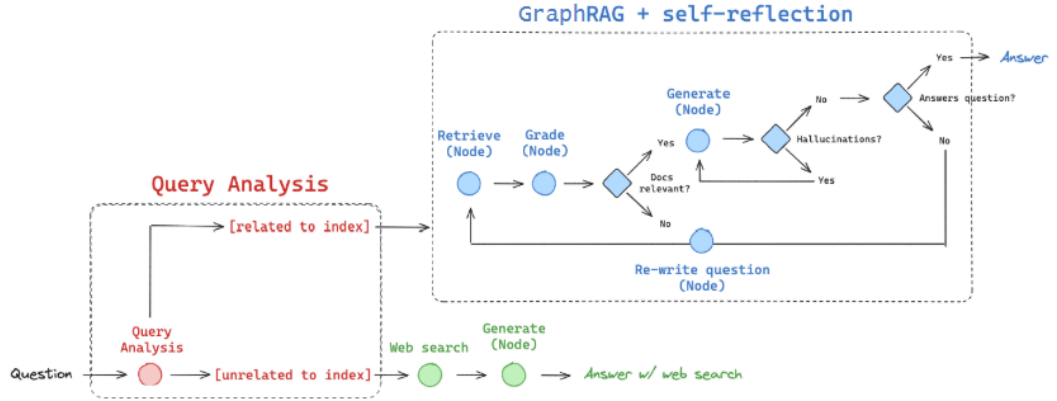 GraphRAG + self-reflection
Yes
Answer
Generate
(Node)
No
Answers question?
Retrieve
(Node)
Grade
(Node)
Yes
Hallucinations?
No
Docs
relevant?
Yes
Query Analysis
No
[related to index]
Re-write question
(Node)
Query
Analysis
Web search
Generate
(Node)
Question
[unrelated to index]
Answer w/ web search